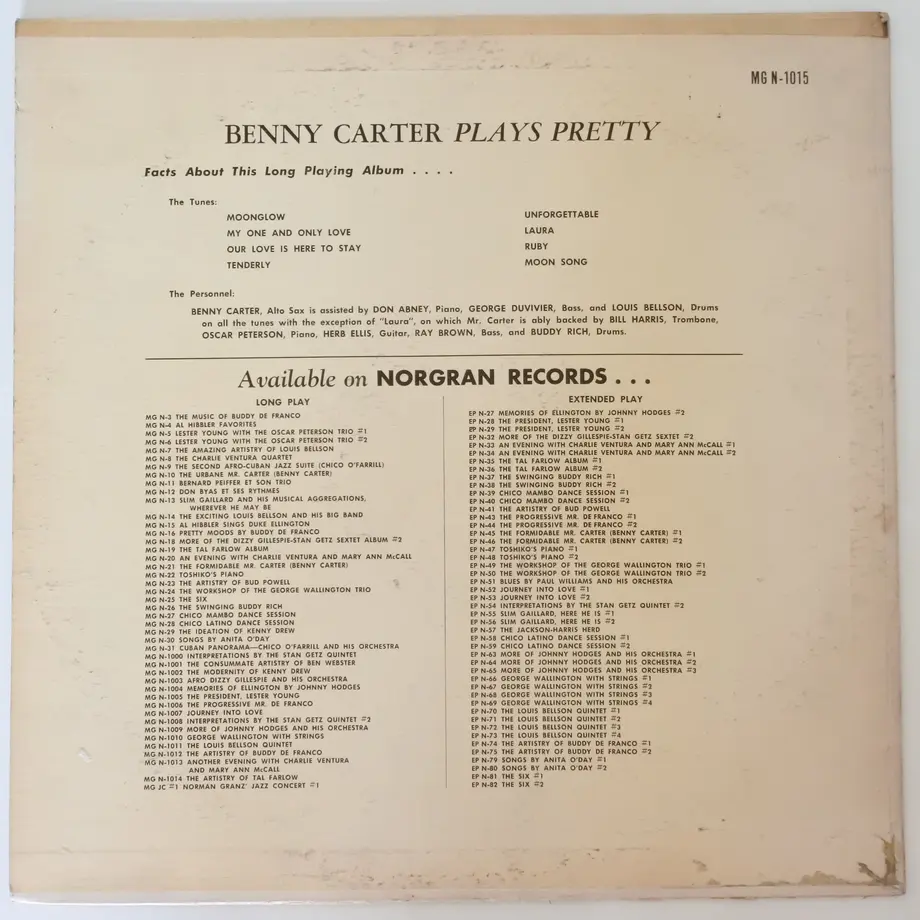 MG N-1015
BENNY CARTER PLAYS PRETTY
Facts About This Long Playing Album . . . .
The Tunes:
MOONGLOW
MY ONE AND ONLY LOVE
OUR LOVE IS HERE TO STAY
TENDERLY
UNFORGETTABLE
LAURA
RUBY
MOON SONG
The Personnel:
BENNY CARTER, Alto Sax is assisted by DON ABNEY, Piano, GEORGE DUVIVIER, Bass, and LOUIS BELLSON, Drums
on all the tunes with the exception of "Laura", on which Mr. Carter is ably backed by BILL HARRIS, Trombone,
OSCAR PETERSON, Piano, HERB ELLIS, Guitar, RAY BROWN, Bass, and BUDDY RICH, Drums.
Available on NORGRAN RECORDS . . .
LONG PLAY
MG N-3 THE MUSIC OF BUDDY DE FRANCO
MG N-4 AL HIBBLER FAVORITES
MG N-5 LESTER YOUNG WITH THE OSCAR PETERSON TRIO #1
MG N-6 LESTER YOUNG WITH THE OSCAR PETERSON TRIO #2
MG N-7 THE AMAZING ARTISTRY OF LOUIS BELLSON
MG N-8 THE CHARLIE VENTURA QUARTET
MG N-9 THE SECOND AFRO-CUBAN JAZZ SUITE (CHICO O'FARRILL)
MG N-10 THE URBANE MR. CARTER (BENNY CARTER)
MG N-11 BERNARD PEIFFER ET SON TRIO
MG N-12 DON BYAS ET SES RYTHMES
MG N-13 SLIM GAILLARD AND HIS MUSICAL AGGREGATIONS,
WHEREVER HE MAY BE
MG N-14 THE EXCITING LOUIS BELLSON AND HIS BIG BAND
MG N-15 AL HIBBLER SINGS DUKE ELLINGTON
MG N-16 PRETTY MOODS BY BUDDY DE FRANCO
MG N-18 MORE OF THE DIZZY GILLESPIE-STAN GETZ SEXTET ALBUM #2
MG N-19 THE TAL FARLOW ALBUM
MG N-20 AN EVENING WITH CHARLIE VENTURA AND MARY ANN McCALL
MG N-21 THE FORMIDABLE MR. CARTER (BENNY CARTER)
MG N-22 TOSHIKO'S PIANO
MG N-23 THE ARTISTRY OF BUD POWELL
MG N-24 THE WORKSHOP OF THE GEORGE WALLINGTON TRIO
MG N-25 THE SIX
MG N-26 THE SWINGING BUDDY RICH
MG N-27 CHICO MAMBO DANCE SESSION
MG N-28 CHICO LATINO DANCE SESSION
MG N-29 THE IDEATION OF KENNY DREW
MG N-30 SONGS BY ANITA O'DAY
MG N-31 CUBAN PANORAMA—CHICO O'FARRILL AND HIS ORCHESTRA
MG N-1000 INTERPRETATIONS BY THE STAN GETZ QUINTET
MG N-1001 THE CONSUMMATE ARTISTRY OF BEN WEBSTER
MG N-1002 THE MODERNITY OF KENNY DREW
MG N-1003 AFRO DIZZY GILLESPIE AND HIS ORCHESTRA
MG N-1004 MEMORIES OF ELLINGTON BY JOHNNY HODGES
MG N-1005 THE PRESIDENT, LESTER YOUNG
MG N-1006 THE PROGRESSIVE MR. DE FRANCO
MG N-1007 JOURNEY INTO LOVE
MG N-1008 INTERPRETATIONS BY THE STAN GETZ QUINTET #2
MG N-1009 MORE OF JOHNNY HODGES AND HIS ORCHESTRA
MG N-1010 GEORGE WALLINGTON WITH STRINGS
MG N-1011 THE LOUIS BELLSON QUINTET
MG N-1012 THE ARTISTRY OF BUDDY DE FRANCO
MG N-1013 ANOTHER EVENING WITH CHARLIE VENTURA
AND MARY ANN McCALL
MG N-1014 THE ARTISTRY OF TAL FARLOW
MG JC #1 NORMAN GRANZ' JAZZ CONCERT #1
EXTENDED PLAY
EP N-27 MEMORIES OF ELLINGTON BY JOHNNY HODGES #2
EP N-28 THE PRESIDENT, LESTER YOUNG #1
EP N-29 THE PRESIDENT, LESTER YOUNG #2
EP N-32 MORE OF THE DIZZY GILLESPIE-STAN GETZ SEXTET #2
EP N-33 AN EVENING WITH CHARLIE VENTURA AND MARY ANN McCALL #1
EP N-34 AN EVENING WITH CHARLIE VENTURA AND MARY ANN McCALL #2
EP N-35 THE TAL FARLOW ALBUM #1
EP N-36 THE TAL FARLOW ALBUM #2
EP N-37 THE SWINGING BUDDY RICH #1
EP N-38 THE SWINGING BUDDY RICH #2
EP N-39 CHICO MAMBO DANCE SESSION #1
EP N-40 CHICO MAMBO DANCE SESSION #2
EP N-41 THE ARTISTRY OF BUD POWELL
EP N-43 THE PROGRESSIVE MR. DE FRANCO #1
EP N-44 THE PROGRESSIVE MR. DE FRANCO #2
EP N-45 THE FORMIDABLE MR. CARTER (BENNY CARTER) #1
EP N-46 THE FORMIDABLE MR. CARTER (BENNY CARTER) #2
EP N-47 TOSHIKO'S PIANO #1
EP N-48 TOSHIKO'S PIANO #2
EP N-49 THE WORKSHOP OF THE GEORGE WALLINGTON TRIO #1
EP N-50 THE WORKSHOP OF THE GEORGE WALLINGTON TRIO #2
EP N-51 BLUES BY PAUL WILLIAMS AND HIS ORCHESTRA
EP N-52 JOURNEY INTO LOVE #1
EP N-53 JOURNEY INTO LOVE #2
EP N-54 INTERPRETATIONS BY THE STAN GETZ QUINTET #2
EP N-55 SLIM GAILLARD, HERE HE IS #1
EP N-56 SLIM GAILLARD, HERE HE IS #2
EP N-57 THE JACKSON-HARRIS HERD
EP N-58 CHICO LATINO DANCE SESSION #1
EP N-59 CHICO LATINO DANCE SESSION #2
EP N-63 MORE OF JOHNNY HODGES AND HIS ORCHESTRA #1
EP N-64 MORE OF JOHNNY HODGES AND HIS ORCHESTRA #2
EP N-65 MORE OF JOHNNY HODGES AND HIS ORCHESTRA #3
EP N-66 GEORGE WALLINGTON WITH STRINGS #1
EP N-67 GEORGE WALLINGTON WITH STRINGS #2
EP N-68 GEORGE WALLINGTON WITH STRINGS #3
EP N-69 GEORGE WALLINGTON WITH STRINGS #4
EP N-70 THE LOUIS BELLSON QUINTET #1
EP N-71 THE LOUIS BELLSON QUINTET #2
EP N-72 THE LOUIS BELLSON QUINTET #3
EP N-73 THE LOUIS BELLSON QUINTET #4
EP N-74 THE ARTISTRY OF BUDDY DE FRANCO #1
EP N-75 THE ARTISTRY OF BUDDY DE FRANCO #2
EP N-79 SONGS BY ANITA O'DAY #1
EP N-80 SONGS BY ANITA O'DAY #2
EP N-81 THE SIX #1
EP N-82 THE SIX #2